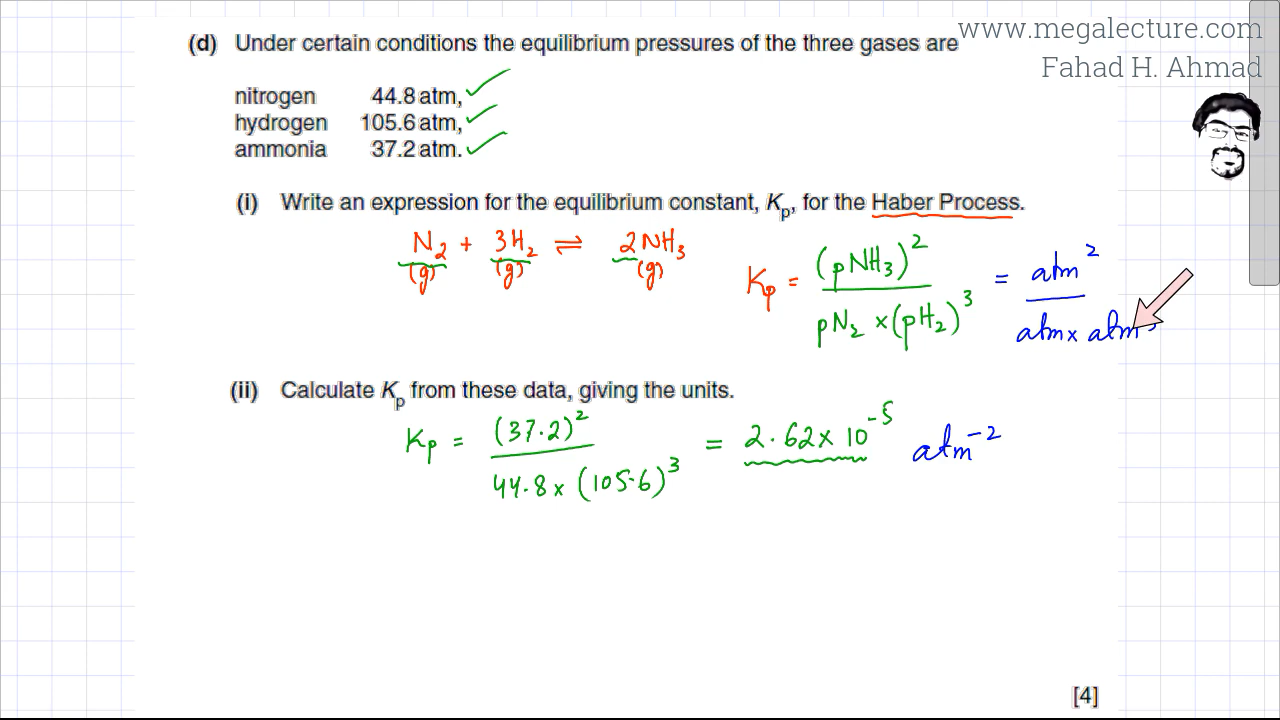 www.megalecture.com
Fahad H. Ahmad
(d) Under certain conditions the equilibrium pressures of the three gases are
nitrogen 44.8 atm,
hydrogen 105.6 atm,
ammonia 37.2 atm.
(i) Write an expression for the equilibrium constant, Kp, for the Haber Process.
N2 (g) + 3H2 (g) ⇌ 2NH3 (g)
Kp = (pNH3)² / pN2 × (pH2)³ = atm² / atm × atm³
(ii) Calculate Kp from these data, giving the units.
Kp = (37.2)² / 44.8 × (105.6)³ = 2.62 × 10⁻⁵ atm⁻²
[4]